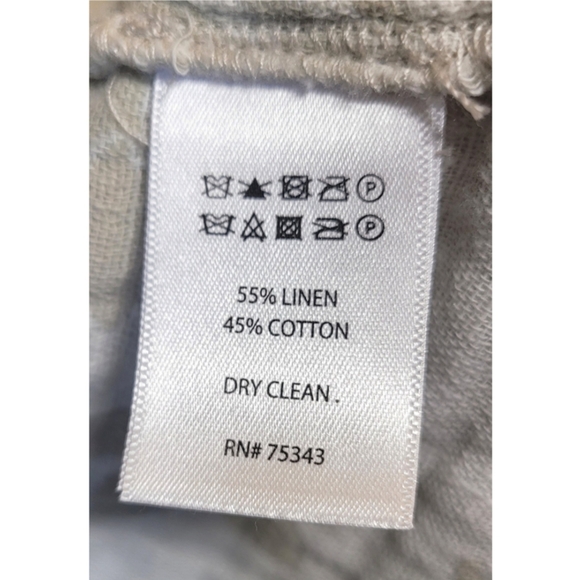 P
P
55% LINEN
45% COTTON
DRY CLEAN .
RN# 75343